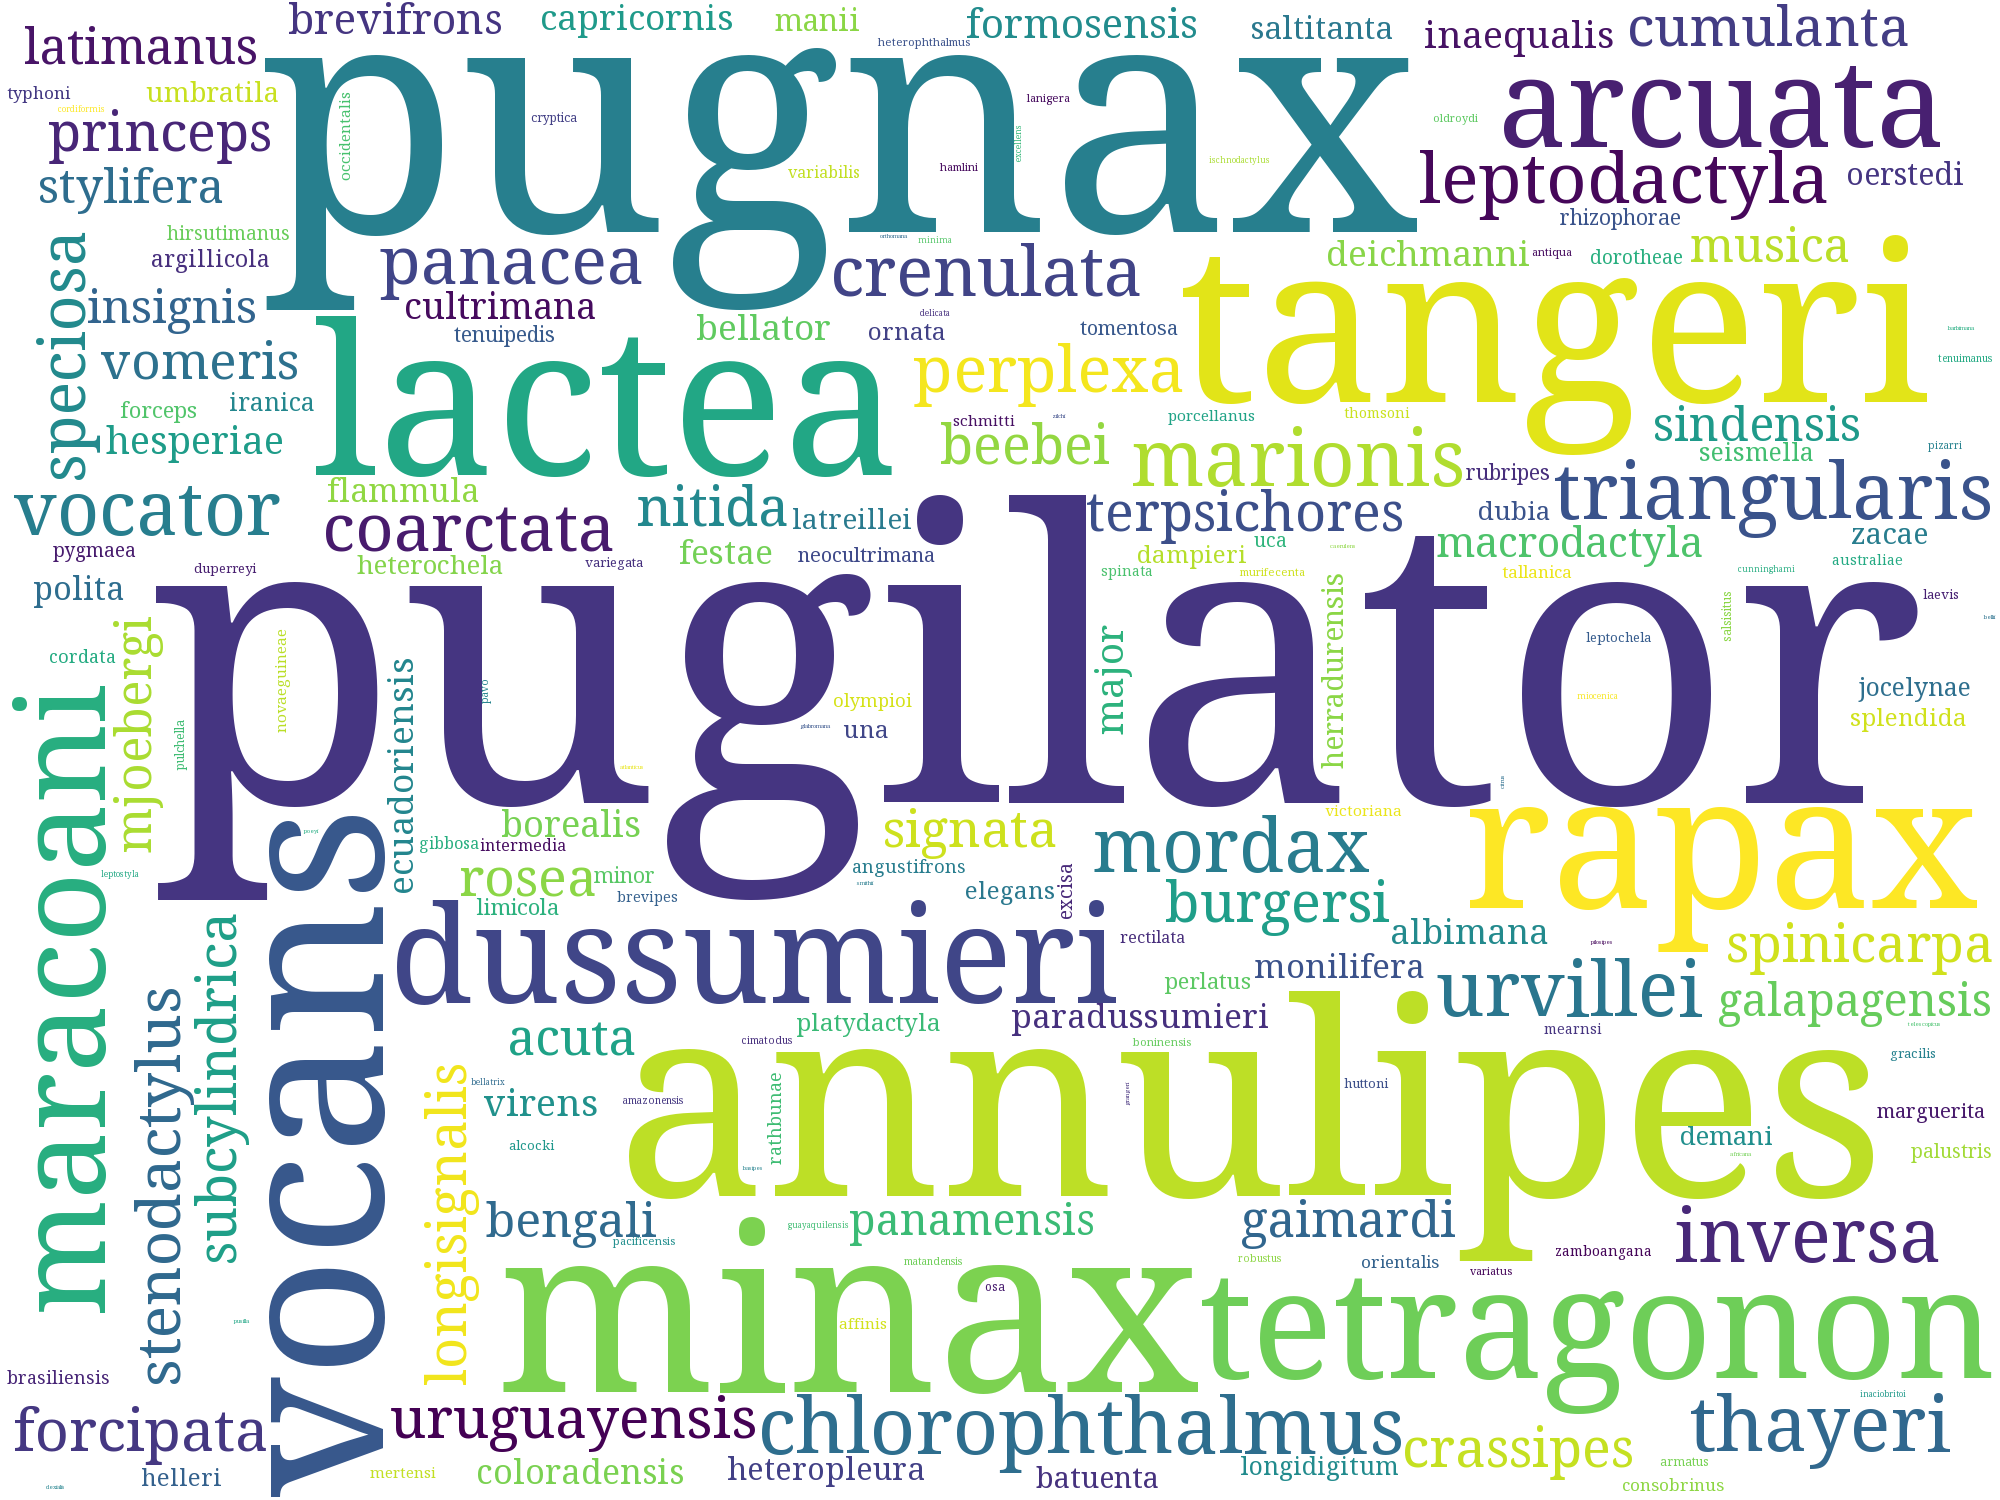 brevifrons
capricornis
manii
formosensis
saltitanta
inaequalis
cumulanta
latimanus
heterophthalmus
pugnax
arcuata
typhoni
umbratila
cordiformis
occidentalis
cryptica
lanigera
excellens
oldroydi
princeps
variabilis
hamlini
ischnodactylus
leptodactyla
oerstedi
stylifera
rhizophorae
hirsutimanus
argillicola
speciosa
panacea
orthomana
minima
crenulata
deichmanni
antiqua
dorotheae
musica
tangeri
insignis
cultrimana
tenuipedis
bellator
delicata
ornata
tomentosa
tenuimanus
vomeris
lactea
perplexa
forceps
iranica
hesperiae
schmitti
porcellanus
thomsoni
sindensis
beebei
marionis
seismella
pizarri
rubripes
triangularis
vocator
flammula
coarctata
nitida
latreillei
terpsichores
dubia
pygmaea
festae
neocultrimana
dampieri
uca
macrodactyla
zacae
duperreyi
heterochela
variegata
spinata
murifecenta
tallanica
cunninghami
australiae
polita
pugilator
herradurensis
salsisitus
laevis
leptochela
cordata
mjoebergi
novaeguineae
ecuadoriensis
pavo
major
jocelynae
olympioi
miocenica
splendida
una
pulchella
maracoani
vocans
borealis
signata
victoriana
rapax
gibbosa
intermedia
mordax
rosea
minor
angustifrons
leptostyla
brevipes
elegans
excisa
burgersi
limicola
dussumieri
rectilata
albimana
spinicarpa
subcylindrica
monilifera
stenodactylus
perlatus
urvillei
galapagensis
acuta
platydactyla
paradussumieri
mearnsi
telescopicus
cimatodus
boninensis
gracilis
longisignalis
bellatrix
virens
amazonensis
rathbunae
annulipes
huttoni
marguerita
alcocki
demani
palustris
bengali
pacificensis
guayaquilensis
panamensis
gaimardi
inversa
matandensis
robustus
orientalis
zamboangana
variatus
minax
osa
tetragonon
affinis
brasiliensis
forcipata
uruguayensis
chlorophthalmus
crassipes
inaciobritoi
thayeri
helleri
mertensi
coloradensis
heteropleura
batuenta
longidigitum
armatus
consobrinus